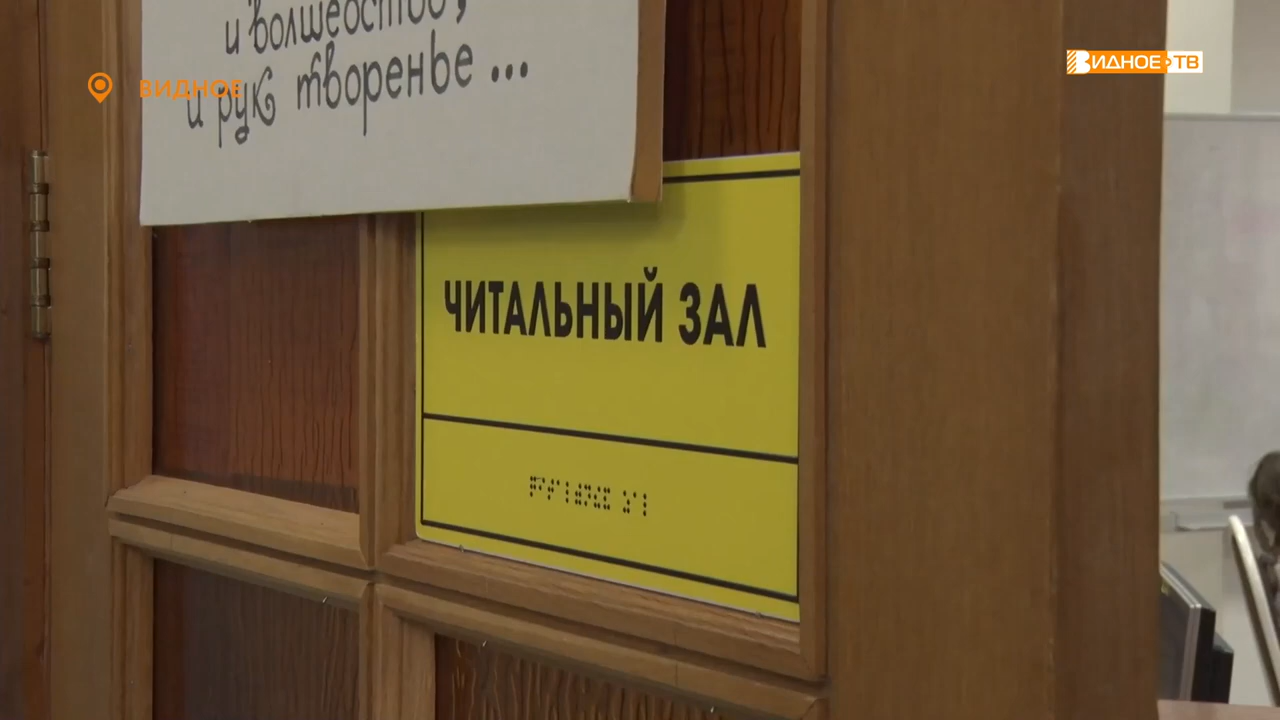 и волшебство,
и рук творенье ...
ВИДНОЕ
ВИДНОЕ ТВ
ЧИТАЛЬНЫЙ ЗАЛ